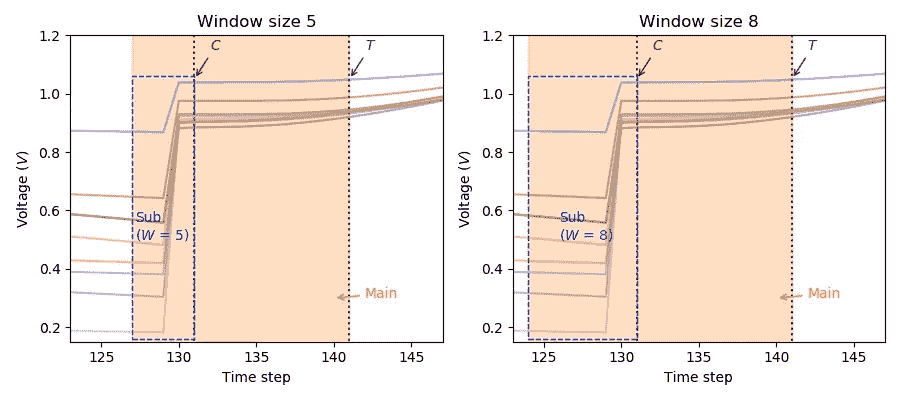 Window size 5
Window size 8
1.2
1.0
0.8
0.6
0.4
0.2
Voltage (V)
C
T
Sub
(W = 5)
Main
125
130
135
140
145
Time step
1.2
1.0
0.8
0.6
0.4
0.2
Voltage (V)
C
T
Sub
(W = 8)
Main
125
130
135
140
145
Time step